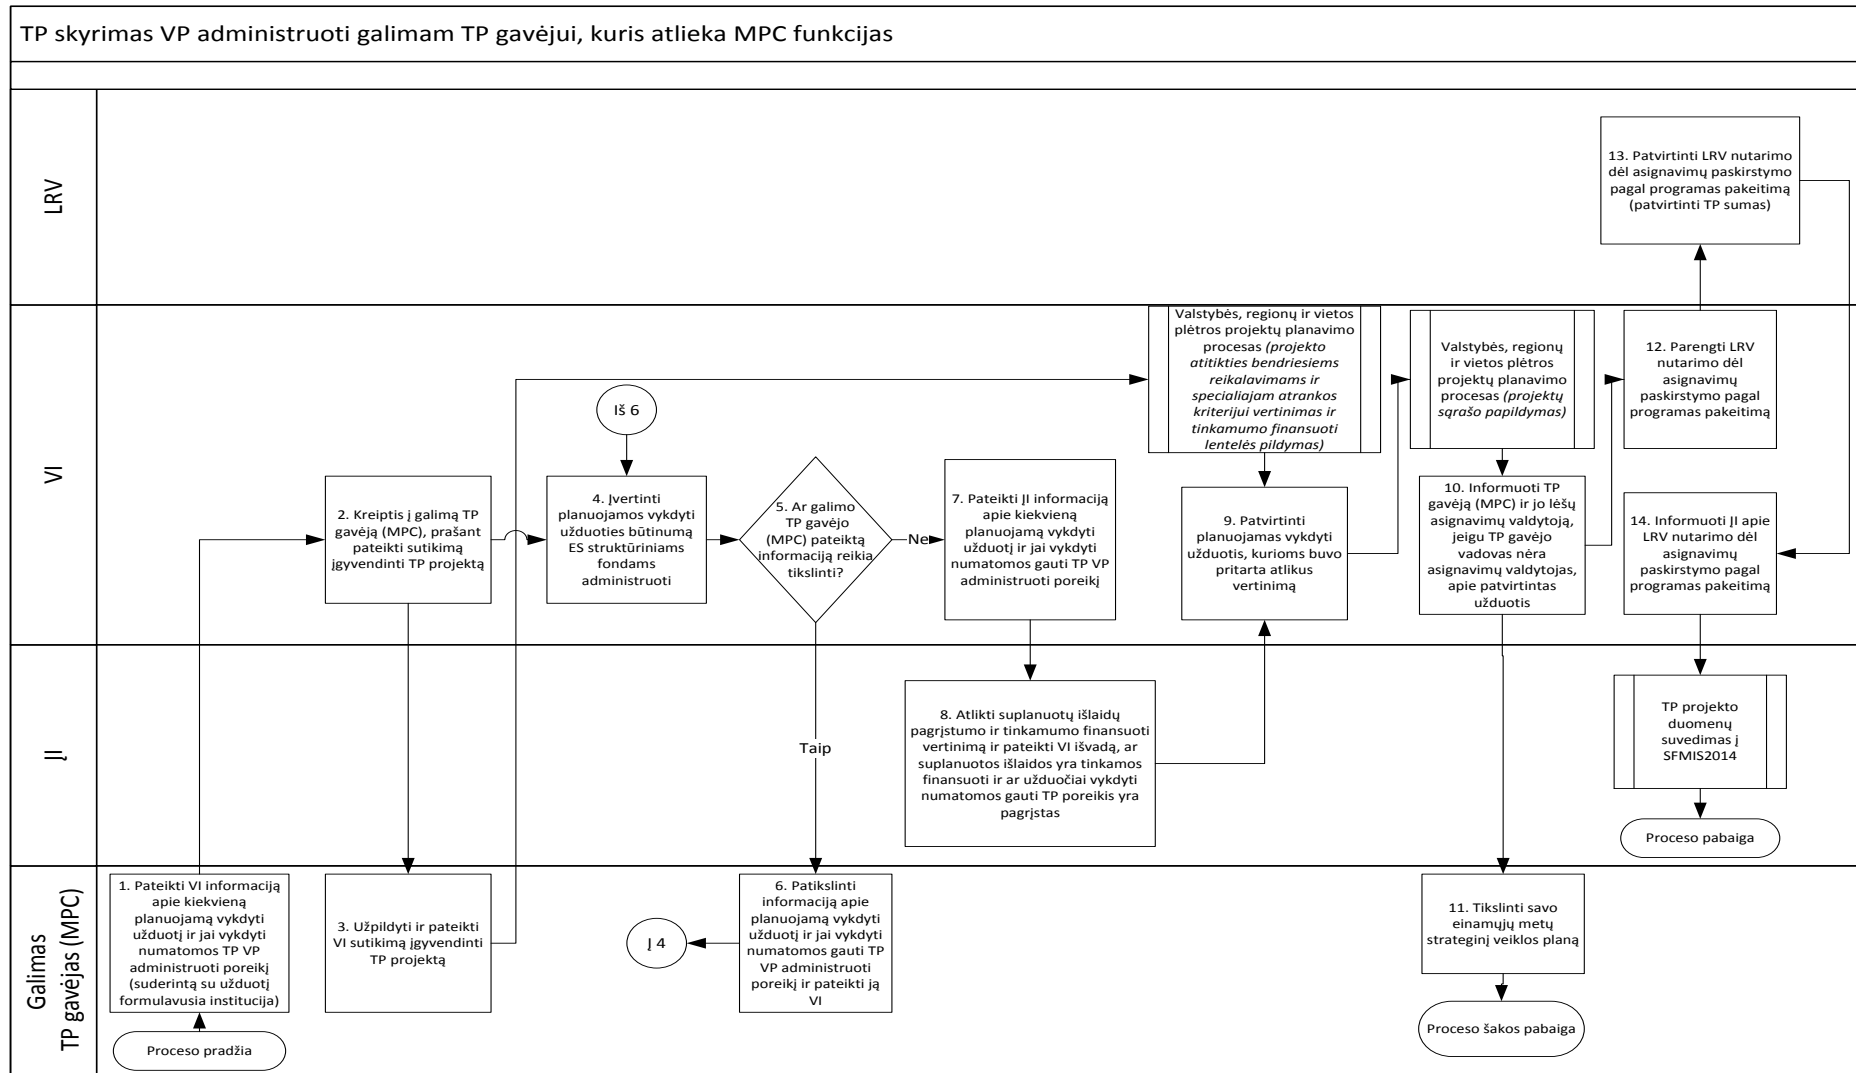 TP skyrimas VP administruoti galimam TP gavėjui, kuris atlieka MPC funkcijas
LRV
13. Patvirtinti LRV nutarimo
dėl asignavimų paskirstymo
pagal programas pakeitimą
(patvirtinti TP sumas)
VI
Iš 6
2. Kreiptis į galimą TP
gavėją (MPC), prašant
pateikti sutikimą
įgyvendinti TP projektą
4. Įvertinti
planuojamos vykdyti
užduoties būtinumą
ES struktūriniams
fondams
administruoti
5. Ar galimo
TP gavėjo
(MPC) pateiktą
informaciją reikia
tikslinti?
Ne
7. Pateikti ĮI informaciją
apie kiekvieną
planuojamą vykdyti
užduotį ir jai vykdyti
numatomos gauti TP VP
administruoti poreikį
Valstybės, regionų ir vietos
plėtros projektų planavimo
procesas (projekto
atitikties bendriesiems
reikalavimams ir
specialiajam atrankos
kriterijui vertinimas ir
tinkamumo finansuoti
lentelės pildymas)
9. Patvirtinti
planuojamas vykdyti
užduotis, kurioms buvo
pritarta atlikus
vertinimą
Valstybės, regionų
ir vietos plėtros
projektų planavimo
procesas (projektų
sąrašo papildymas)
10. Informuoti TP
gavėją (MPC) ir jo lėšų
asignavimų valdytoją,
jeigu TP gavėjo
vadovas nėra
asignavimų valdytojas,
apie patvirtintas
užduotis
12. Parengti LRV
nutarimo dėl
asignavimų
paskirstymo pagal
programas pakeitimą
14. Informuoti ĮI apie
LRV nutarimo dėl
asignavimų
paskirstymo pagal
programas pakeitimą
ĮI
Taip
8. Atlikti suplanuotų išlaidų
pagrįstumo ir tinkamumo finansuoti
vertinimą ir pateikti VI išvadą, ar
suplanuotos išlaidos yra tinkamos
finansuoti ir ar užduočiai vykdyti
numatomos gauti TP poreikis yra
pagrįstas
TP projekto
duomenų
suvedimas į
SFMIS2014
Proceso pabaiga
Galimas
TP gavėjas (MPC)
1. Pateikti VI informaciją
apie kiekvieną
planuojamą vykdyti
užduotį ir jai vykdyti
numatomos TP VP
administruoti poreikį
(suderintą su užduotį
formulavusia institucija)
Proceso pradžia
3. Užpildyti ir pateikti
VI sutikimą įgyvendinti
TP projektą
Į 4
6. Patikslinti
informaciją apie
planuojamą vykdyti
užduotį ir jai vykdyti
numatomos gauti TP
VP administruoti
poreikį ir pateikti ją
VI
11. Tikslinti savo
einamųjų metų
strateginį veiklos planą
Proceso šakos pabaiga